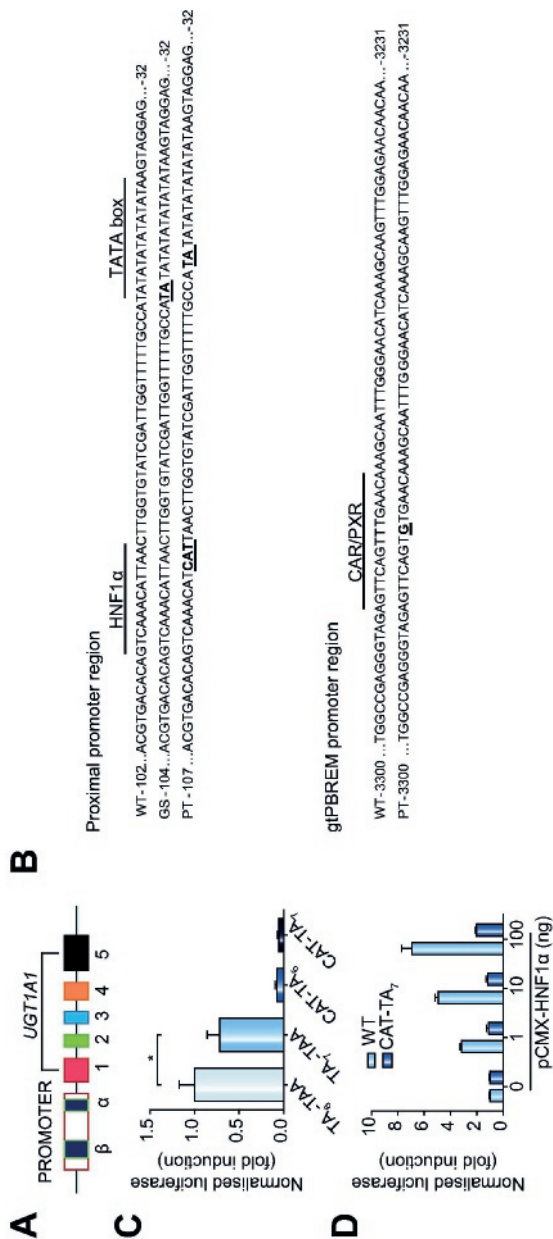 A
PROMOTER
UGT1A1
β
α
1
2
3
4
5
B
Proximal promoter region
HNF1α
TATA box
WT-102...ACGTGACACAGTCAAACATTAACTTGGTGTATCGATTGGTTTTTGCCATATATATATATATAAGTAGGAG...-32
GS-104...ACGTGACACAGTCAAACATTAACTTGGTGTATCGATTGGTTTTTGCCATATATATATATATATAAGTAGGAG...-32
PT-107 ...ACGTGACACAGTCAAACATCATTAACTTGGTGTATCGATTGGTTTTTGCCATATATATATATATATAAGTAGGAG...-32
gtPBREM promoter region
CAR/PXR
WT-3300 ...TGGCCGAGGGTAGAGTTCAGTTTGAACAAAGCAATTTGGGAACATCAAAGCAAGTTTGGAGAACAACAA...-3231
PT-3300 ...TGGCCGAGGGTAGAGTTCAGTGTGAACAAAGCAATTTGGGAACATCAAAGCAAGTTTGGAGAACAACAA...-3231
C
Normalised luciferase
(fold induction)
1.5
1.0
0.5
0.0
*
TA6-TAA
TA7-TAA
CAT-TA6
CAT-TA7
D
Normalised luciferase
(fold induction)
10
8
6
4
2
0
WT
CAT-TA7
0
1
10
100
pCMX-HNF1α (ng)